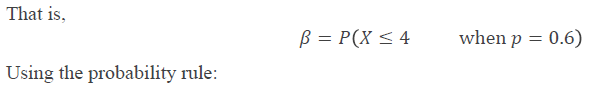 That is,
β = P(X ≤ 4 when p = 0.6)
Using the probability rule: